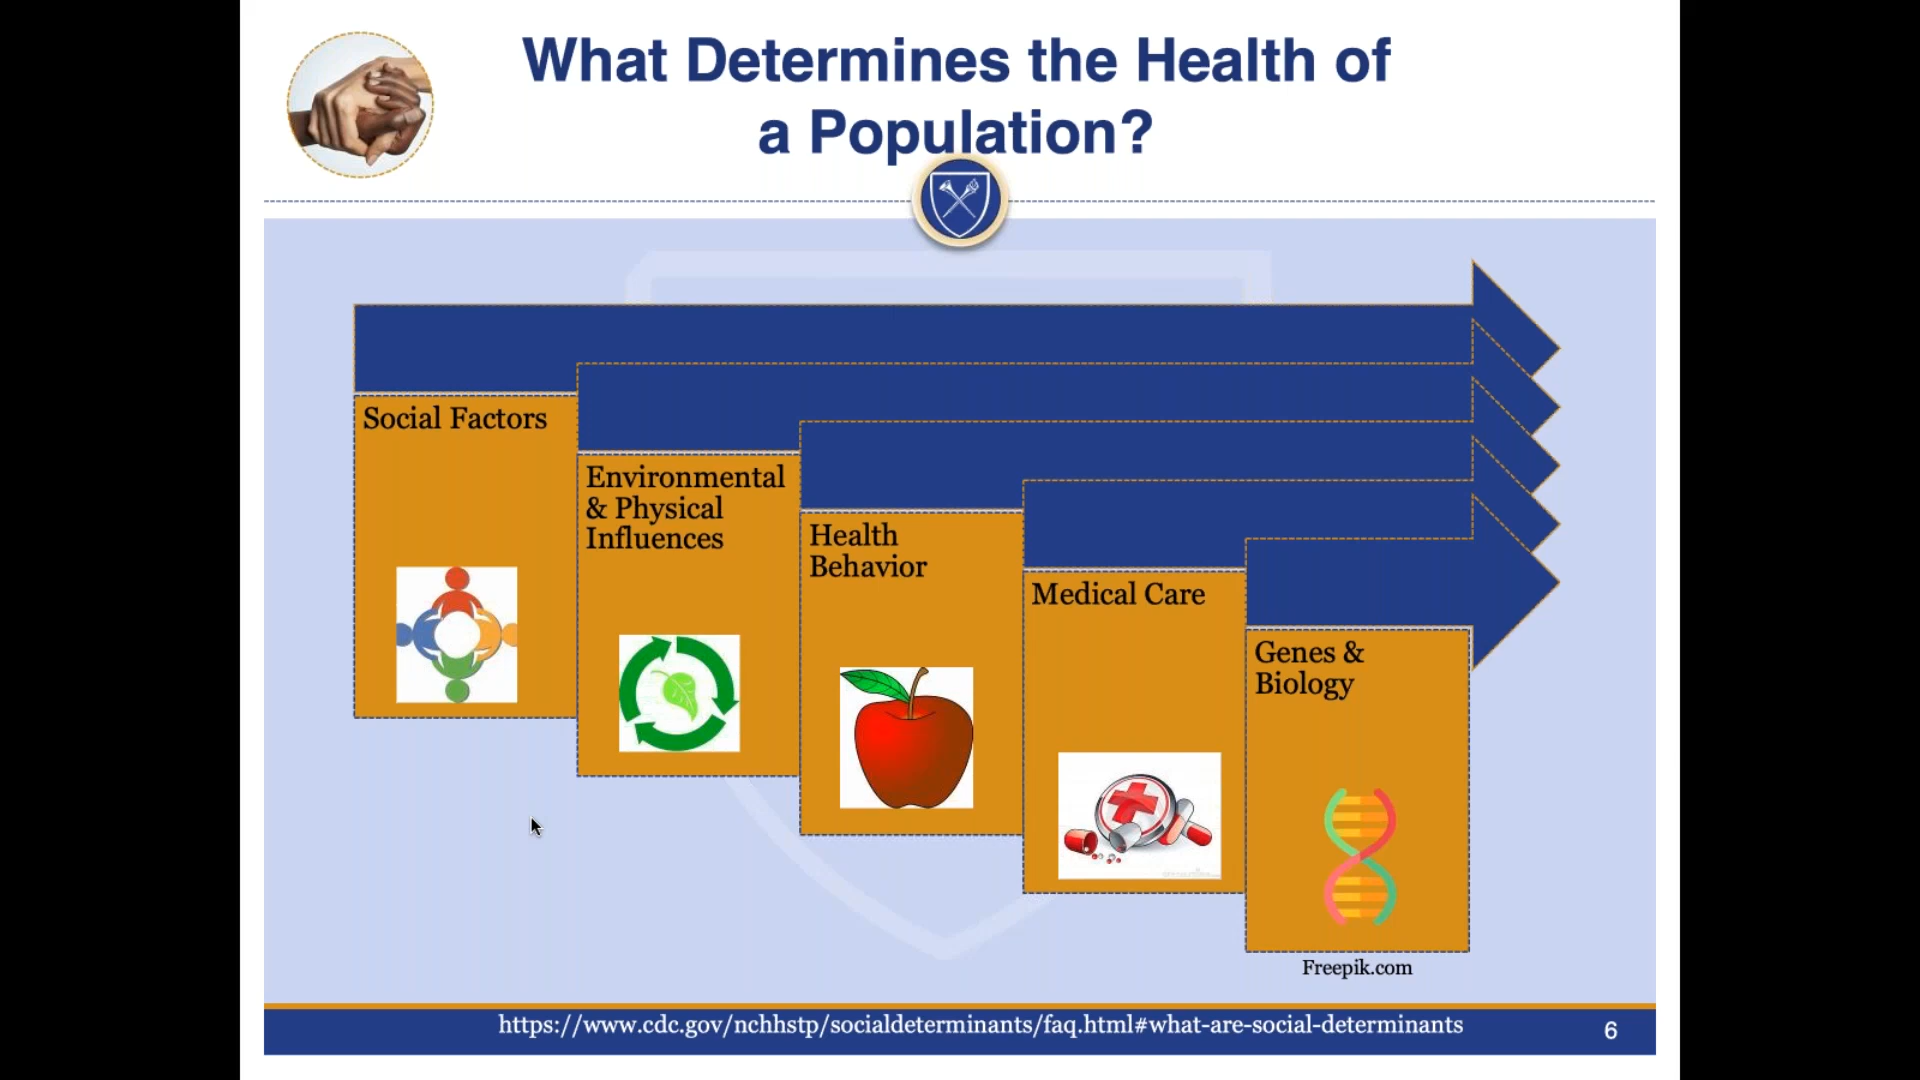 What Determines the Health of
a Population?
Social Factors
Environmental
& Physical
Influences
Health
Behavior
Medical Care
Genes &
Biology
Freepik.com
https://www.cdc.gov/nchhstp/socialdeterminants/faq.html#what-are-social-determinants
6